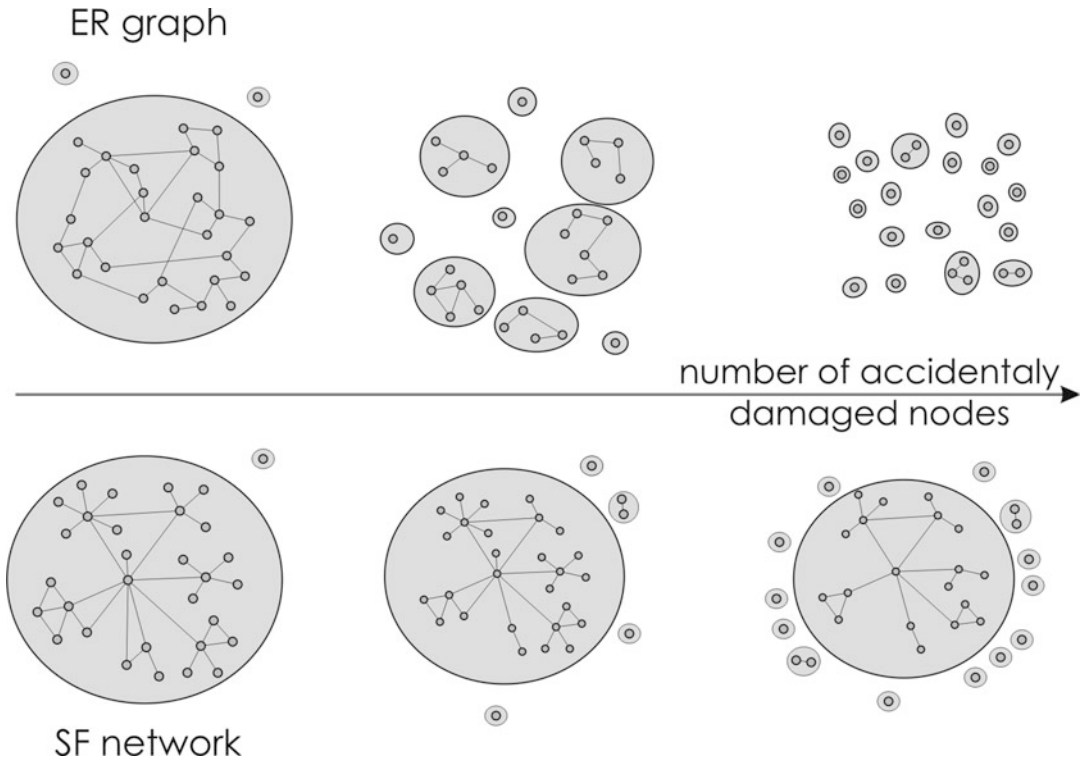 ER graph
number of accidentaly
damaged nodes
SF network